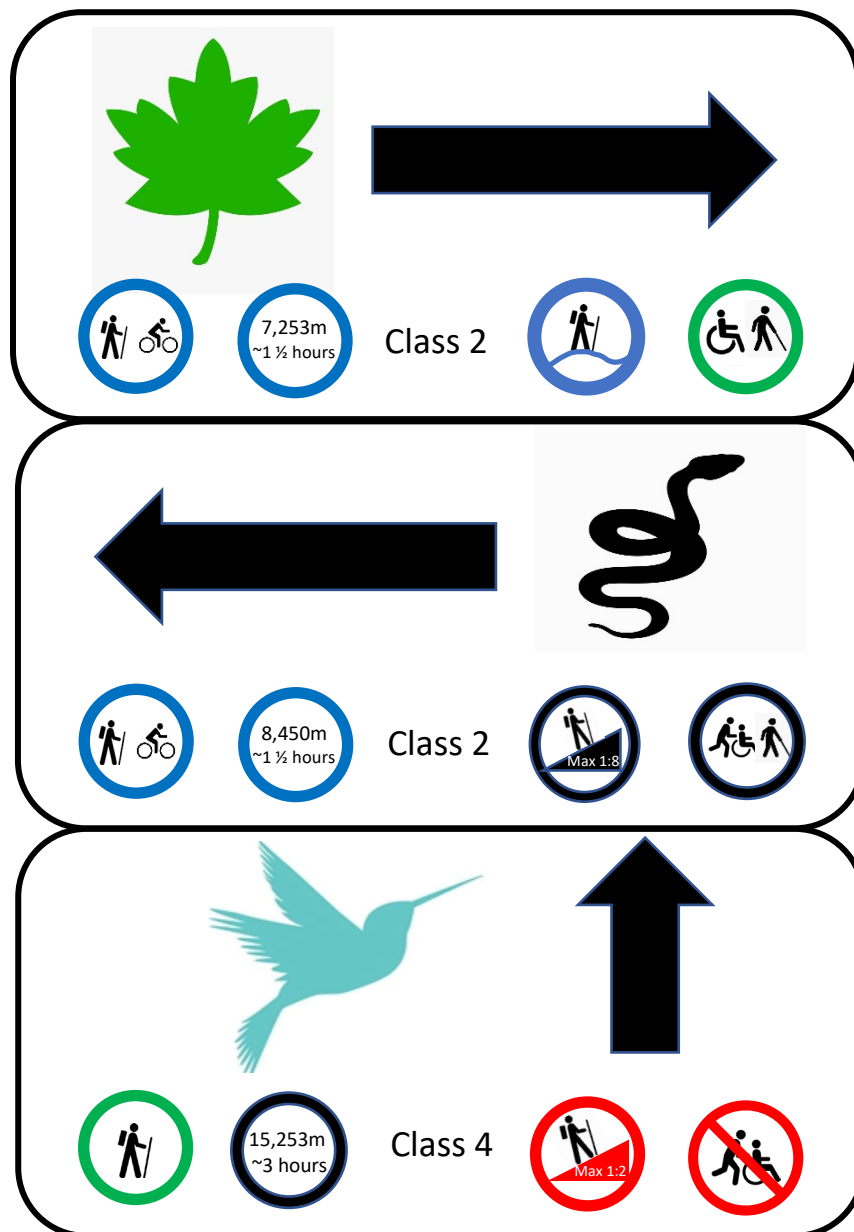 7,253m
~1 ½ hours
Class 2
8,450m
~1 ½ hours
Class 2
Max 1:8
15,253m
~3 hours
Class 4
Max 1:2